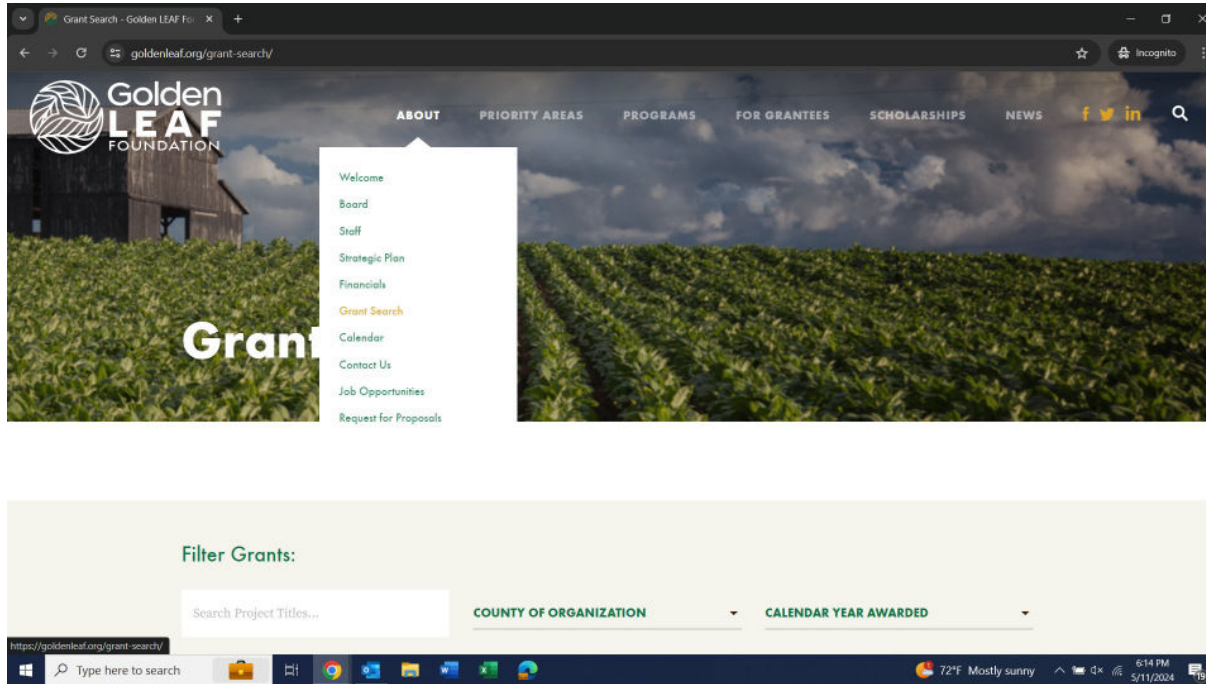 Grant Search - Golden LEAF Fo
goldenleaf.org/grant-search/
Incognito
Golden
LEAF
FOUNDATION
ABOUT PRIORITY AREAS PROGRAMS FOR GRANTEES SCHOLARSHIPS NEWS
Welcome
Board
Staff
Strategic Plan
Financials
Grant Search
Calendar
Contact Us
Job Opportunities
Request for Proposals
Grant
Filter Grants:
Search Project Titles...
COUNTY OF ORGANIZATION
CALENDAR YEAR AWARDED
https://goldenleaf.org/grant-search/
Type here to search
72°F Mostly sunny
6:14 PM
5/11/2024
19